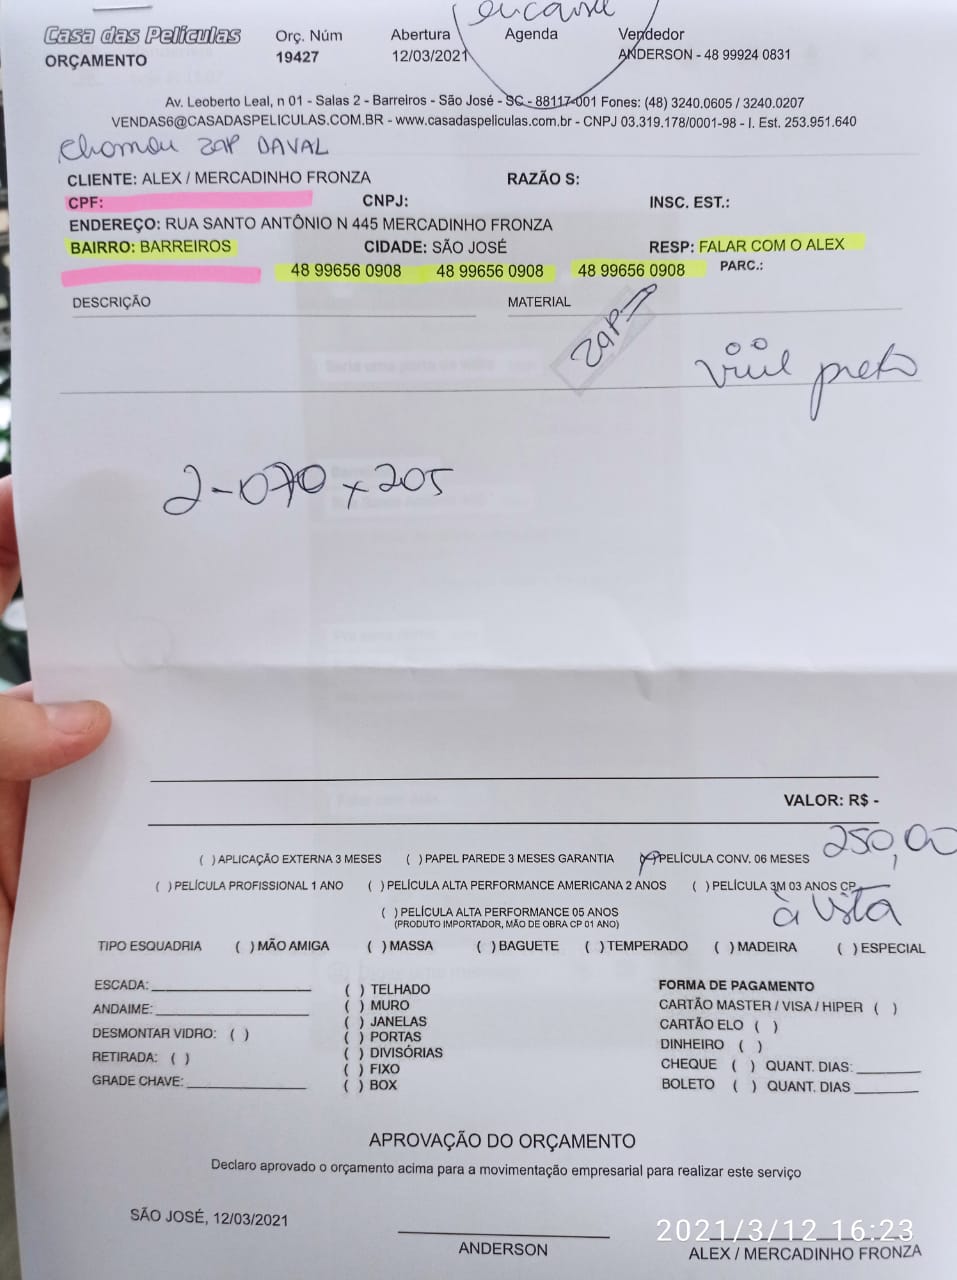 encaixe
Casa das Películas Orç. Núm Abertura Agenda Vendedor
ORÇAMENTO 19427 12/03/2021 ANDERSON - 48 99924 0831
Av. Leoberto Leal, n 01 - Salas 2 - Barreiros - São José - SC - 88117-001 Fones: (48) 3240.0605 / 3240.0207
VENDAS6@CASADASPELICULAS.COM.BR - www.casadaspeliculas.com.br - CNPJ 03.319.178/0001-98 - I. Est. 253.951.640
chamou zap DAVAL
CLIENTE: ALEX / MERCADINHO FRONZA RAZÃO S:
CPF: CNPJ: INSC. EST.:
ENDEREÇO: RUA SANTO ANTÔNIO N 445 MERCADINHO FRONZA
BAIRRO: BARREIROS CIDADE: SÃO JOSÉ RESP: FALAR COM O ALEX
48 99656 0908 48 99656 0908 48 99656 0908 PARC.:
DESCRIÇÃO MATERIAL
zap
preto
2-070 x 205
VALOR: R$ -
250,00
( ) APLICAÇÃO EXTERNA 3 MESES ( ) PAPEL PAREDE 3 MESES GARANTIA (x) PELÍCULA CONV. 06 MESES
( ) PELÍCULA PROFISSIONAL 1 ANO ( ) PELÍCULA ALTA PERFORMANCE AMERICANA 2 ANOS ( ) PELÍCULA 3M 03 ANOS CP
à vista
( ) PELÍCULA ALTA PERFORMANCE 05 ANOS
(PRODUTO IMPORTADOR, MÃO DE OBRA CP 01 ANO)
TIPO ESQUADRIA ( ) MÃO AMIGA ( ) MASSA ( ) BAGUETE ( ) TEMPERADO ( ) MADEIRA ( ) ESPECIAL
ESCADA: ( ) TELHADO FORMA DE PAGAMENTO
ANDAIME: ( ) MURO CARTÃO MASTER / VISA / HIPER ( )
( ) JANELAS CARTÃO ELO ( )
DESMONTAR VIDRO: ( ) ( ) PORTAS DINHEIRO ( )
RETIRADA: ( ) ( ) DIVISÓRIAS CHEQUE ( ) QUANT. DIAS:
( ) FIXO
GRADE CHAVE: ( ) BOX BOLETO ( ) QUANT. DIAS
APROVAÇÃO DO ORÇAMENTO
Declaro aprovado o orçamento acima para a movimentação empresarial para realizar este serviço
SÃO JOSÉ, 12/03/2021
2021/3/12 16:23
ANDERSON ALEX / MERCADINHO FRONZA